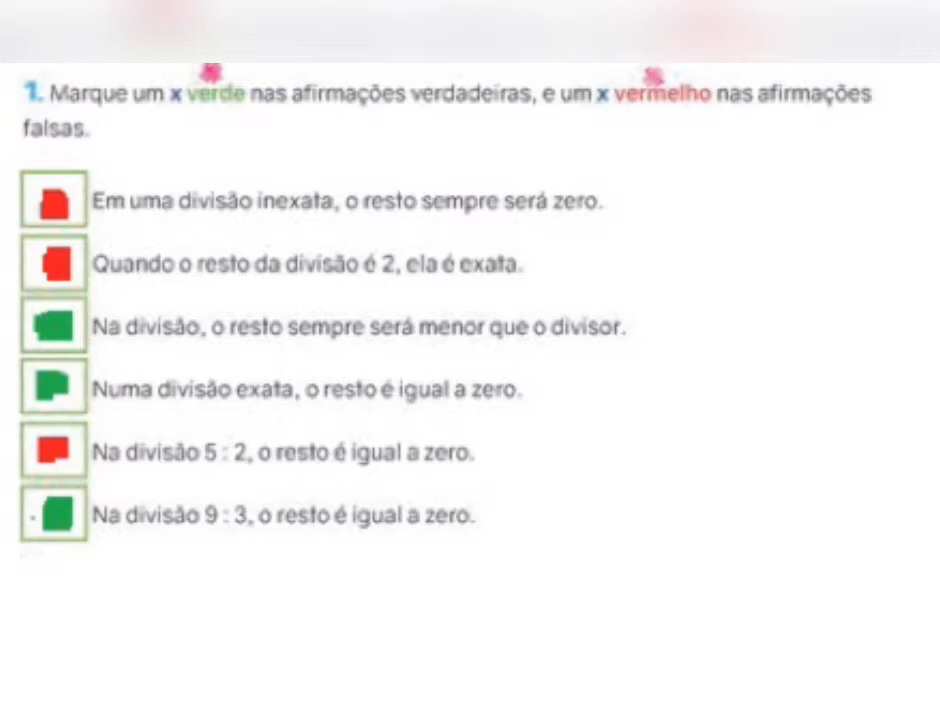 1. Marque um x verde nas afirmações verdadeiras, e um x vermelho nas afirmações
falsas.
Em uma divisão inexata, o resto sempre será zero.
Quando o resto da divisão é 2, ela é exata.
Na divisão, o resto sempre será menor que o divisor.
Numa divisão exata, o resto é igual a zero.
Na divisão 5 : 2, o resto é igual a zero.
Na divisão 9 : 3, o resto é igual a zero.